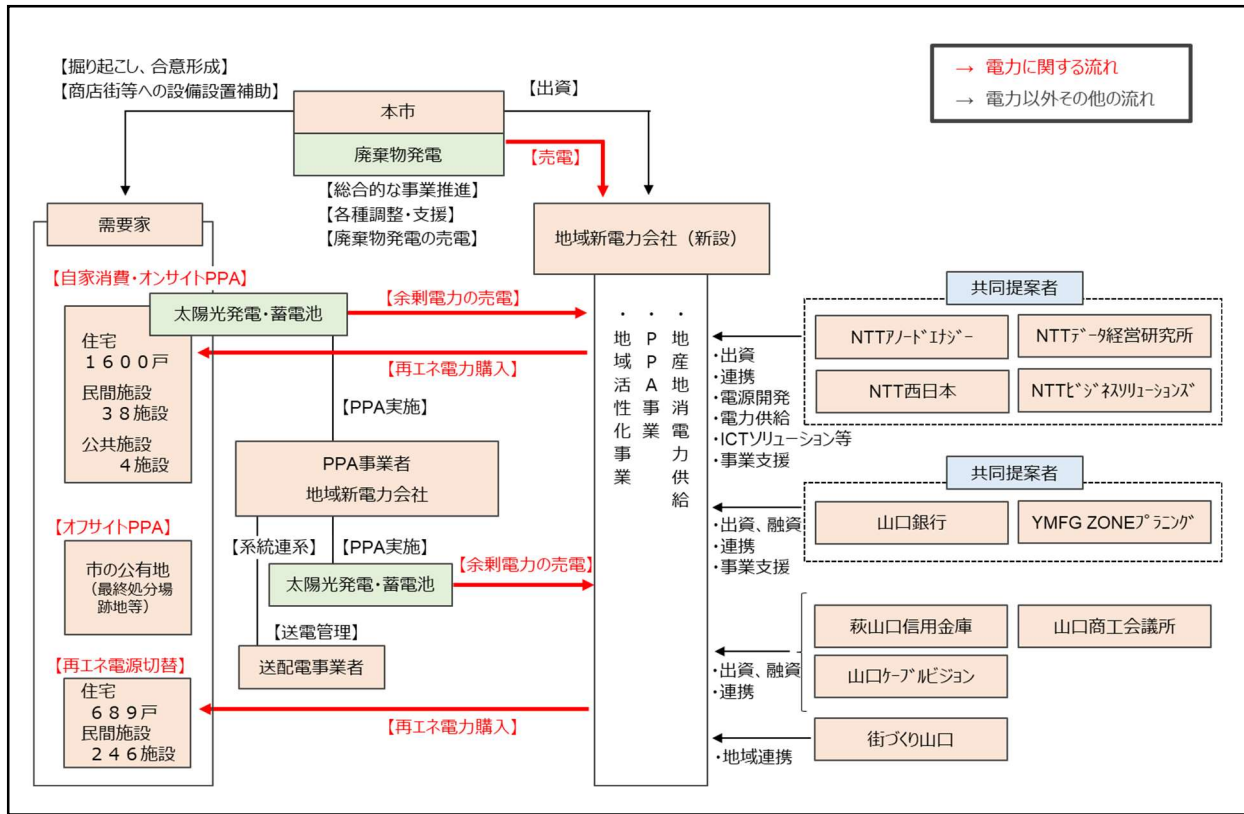 【掘り起こし、合意形成】
【商店街等への設備設置補助】
【出資】
→ 電力に関する流れ
→ 電力以外その他の流れ
本市
廃棄物発電
【売電】
【総合的な事業推進】
【各種調整・支援】
【廃棄物発電の売電】
需要家
地域新電力会社（新設）
【自家消費・オンサイトPPA】
太陽光発電・蓄電池
住宅
１６００戸
民間施設
３８施設
公共施設
４施設
【余剰電力の売電】
【再エネ電力購入】
【PPA実施】
PPA事業者
地域新電力会社
【オフサイトPPA】
市の公有地
（最終処分場
跡地等）
【系統連系】
【PPA実施】
太陽光発電・蓄電池
【余剰電力の売電】
【送電管理】
送配電事業者
【再エネ電源切替】
住宅
６８９戸
民間施設
２４６施設
【再エネ電力購入】
・地産地消電力供給
・ＰＰＡ事業
・地域活性化事業
共同提案者
NTTｱﾉｰﾄﾞｴﾅｼﾞｰ
NTTﾃﾞｰﾀ経営研究所
NTT西日本
NTTﾋﾞｼﾞﾈｽｿﾘｭｰｼｮﾝｽﾞ
・出資
・連携
・電源開発
・電力供給
・ICTソリューション等
・事業支援
共同提案者
山口銀行
YMFG ZONEﾌﾟﾗﾆﾝｸﾞ
・出資、融資
・連携
・事業支援
萩山口信用金庫
山口商工会議所
山口ｹｰﾌﾞﾙﾋﾞｼﾞｮﾝ
・出資、融資
・連携
街づくり山口
・地域連携